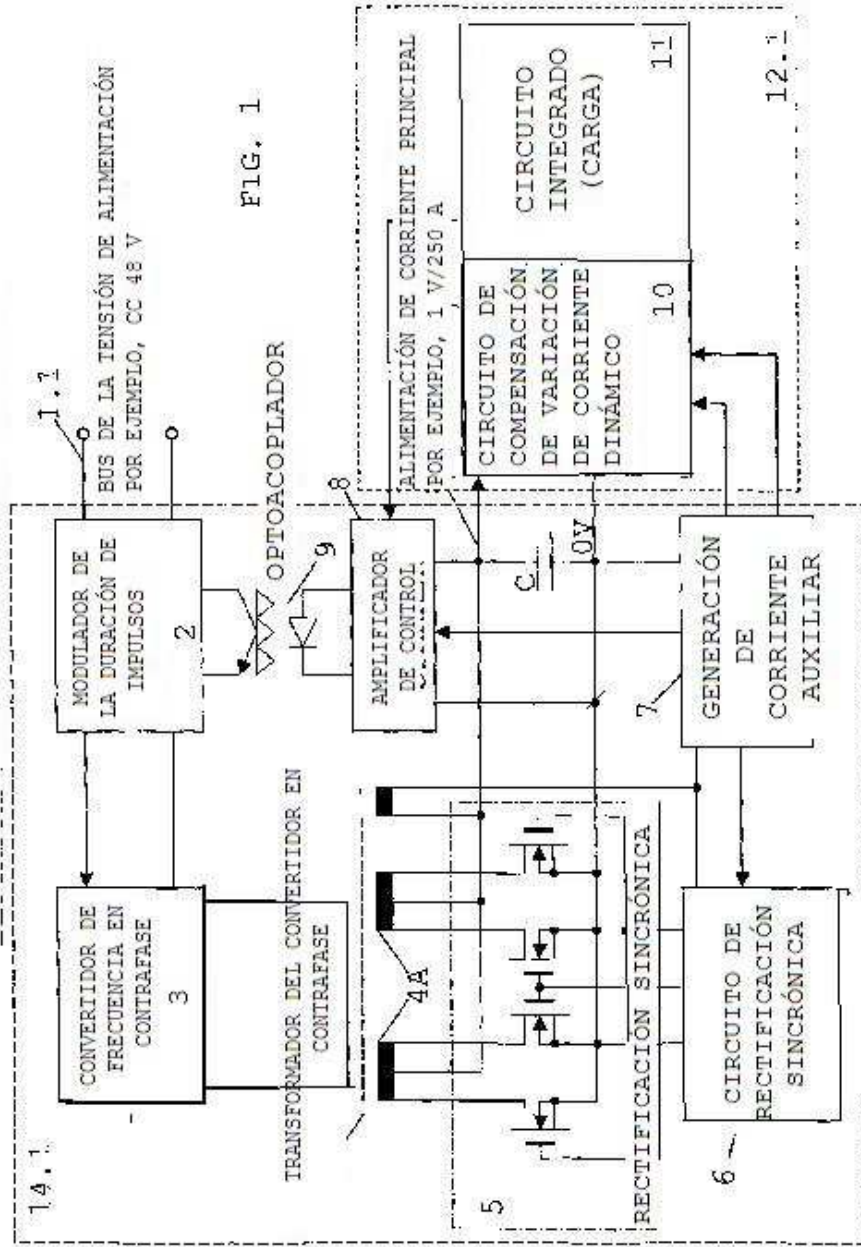 14.1
CONVERTIDOR DE
FRECUENCIA EN
CONTRAFASE
3
MODULADOR DE
LA DURACIÓN DE
IMPULSOS
2
1.1
BUS DE LA TENSIÓN DE ALIMENTACIÓN
POR EJEMPLO, CC 48 V
FIG. 1
OPTOACOPLADOR
9
TRANSFORMADOR DEL CONVERTIDOR EN
CONTRAFASE
4A
8
AMPLIFICADOR
DE CONTROL
ALIMENTACIÓN DE CORRIENTE PRINCIPAL
POR EJEMPLO, 1 V/250 A
C
0V
5
RECTIFICACIÓN SINCRÓNICA
6
CIRCUITO DE
RECTIFICACIÓN
SINCRÓNICA
7
GENERACIÓN
DE
CORRIENTE
AUXILIAR
CIRCUITO DE
COMPENSACIÓN
DE VARIACIÓN
DE CORRIENTE
DINÁMICO
10
CIRCUITO
INTEGRADO
(CARGA)
11
12.1